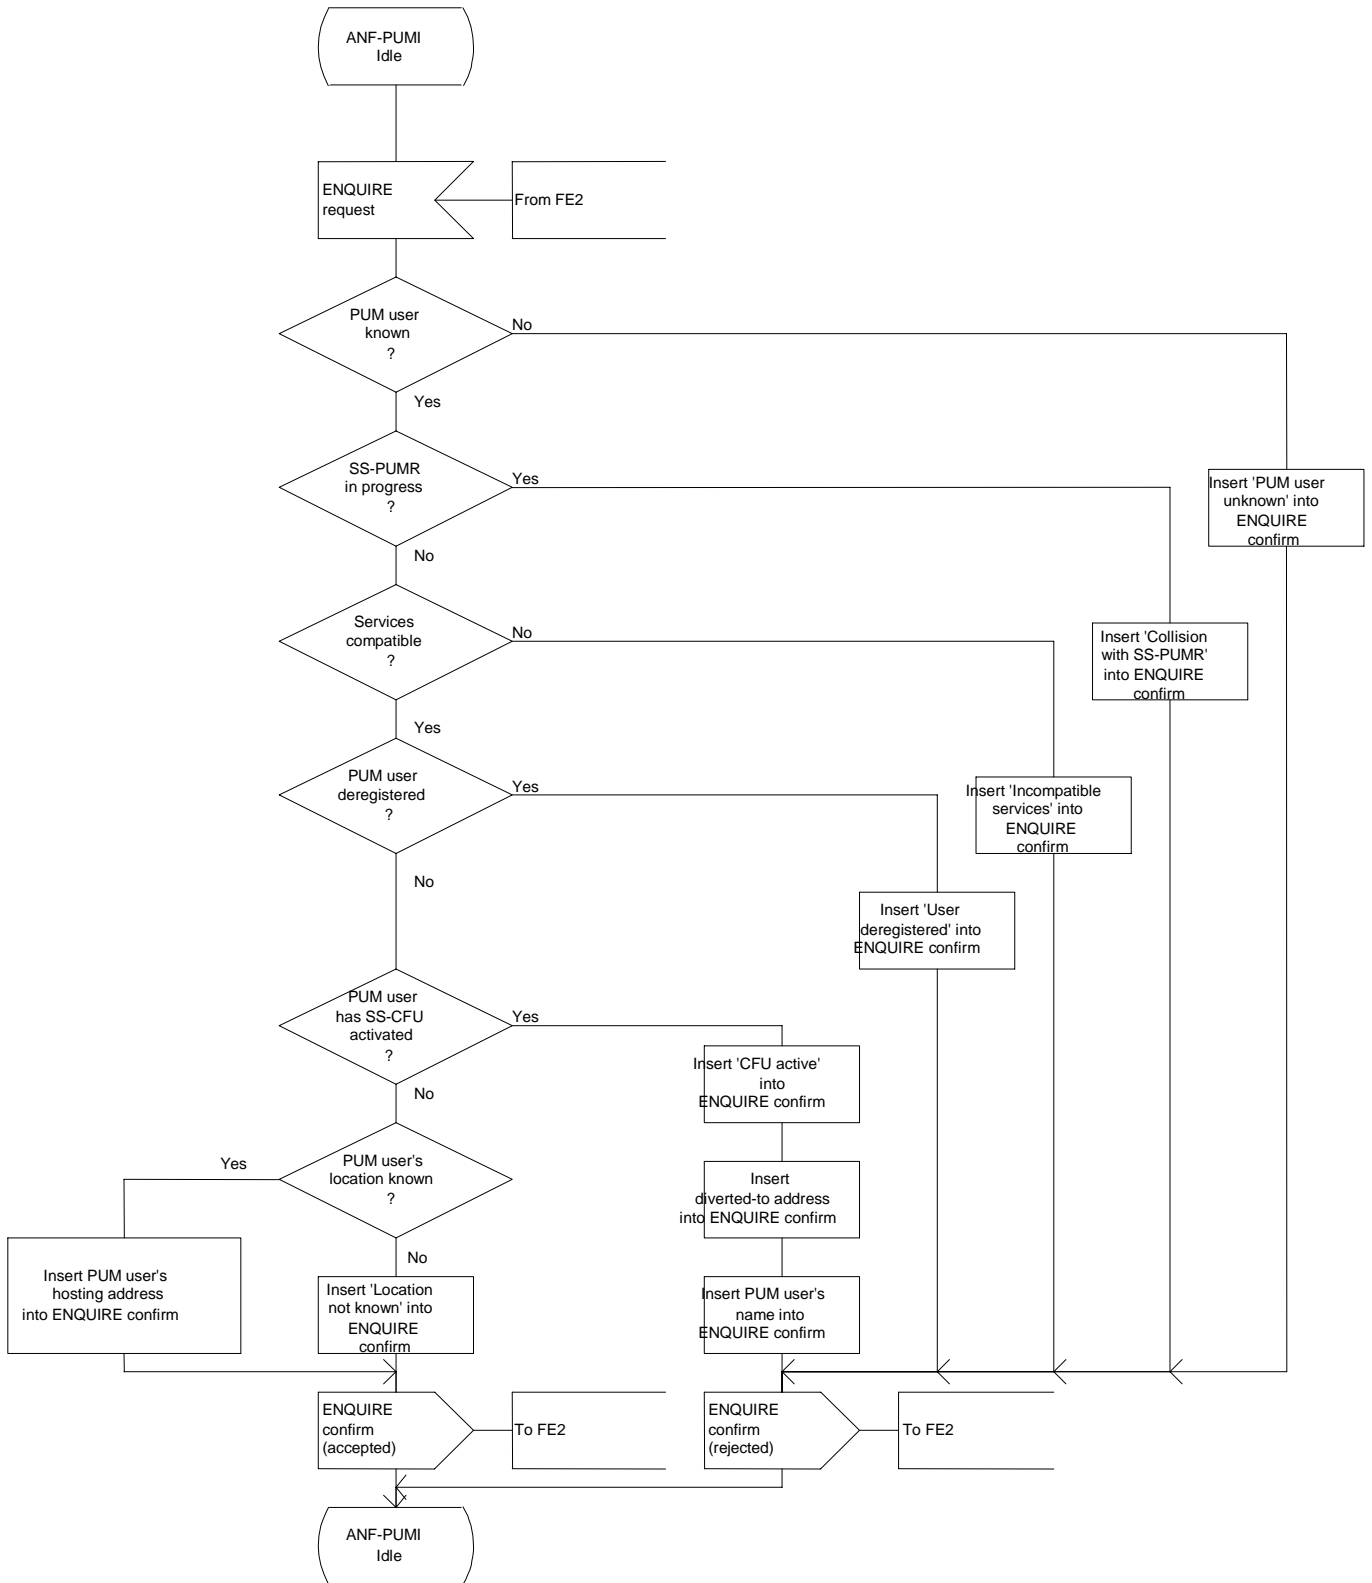 ANF-PUMI
Idle
ENQUIRE
request
From FE2
PUM user
known
?
No
Yes
SS-PUMR
in progress
?
Yes
No
Insert 'PUM user
unknown' into
ENQUIRE
confirm
Services
compatible
?
No
Yes
Insert 'Collision
with SS-PUMR'
into ENQUIRE
confirm
PUM user
deregistered
?
Yes
No
Insert 'Incompatible
services' into
ENQUIRE
confirm
Insert 'User
deregistered' into
ENQUIRE confirm
PUM user
has SS-CFU
activated
?
Yes
No
Insert 'CFU active'
into
ENQUIRE confirm
PUM user's
location known
?
Yes
No
Insert
diverted-to address
into ENQUIRE confirm
Insert PUM user's
hosting address
into ENQUIRE confirm
Insert 'Location
not known' into
ENQUIRE
confirm
Insert PUM user's
name into
ENQUIRE confirm
ENQUIRE
confirm
(accepted)
To FE2
ENQUIRE
confirm
(rejected)
To FE2
ANF-PUMI
Idle